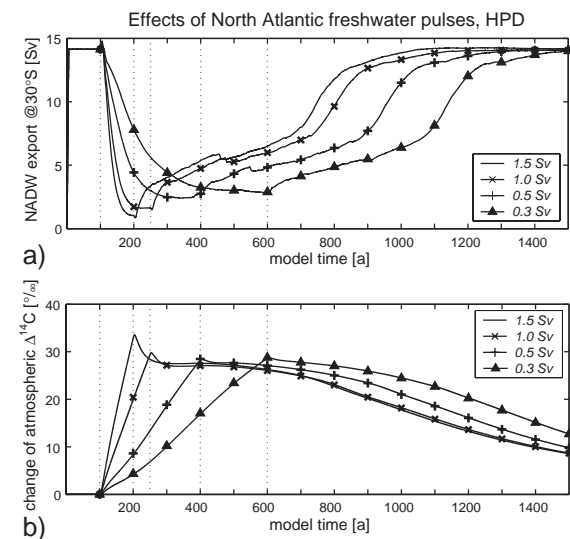 Effects of North Atlantic freshwater pulses, HPD
NADW export @30°S [Sv]
15
10
5
0
1.5 Sv
1.0 Sv
0.5 Sv
0.3 Sv
200 400 600 800 1000 1200 1400
model time [a]
a)
change of atmospheric Δ¹⁴C [°/∞]
40
30
20
10
0
1.5 Sv
1.0 Sv
0.5 Sv
0.3 Sv
200 400 600 800 1000 1200 1400
model time [a]
b)